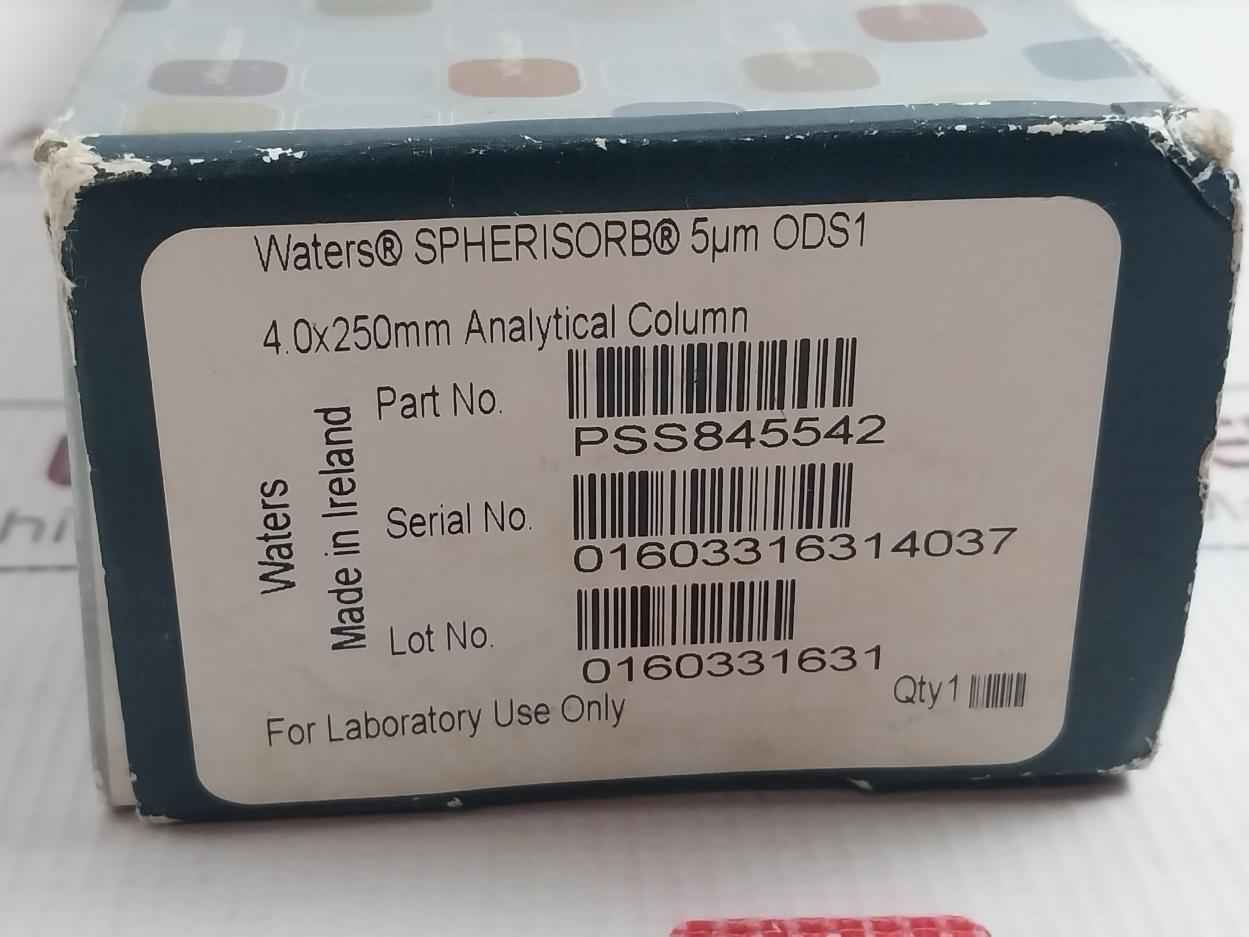 Waters® SPHERISORB® 5µm ODS1
4.0x250mm Analytical Column
Part No.
PSS845542
Serial No.
01603316314037
Lot No.
0160331631
Qty 1
For Laboratory Use Only
Waters
Made in Ireland